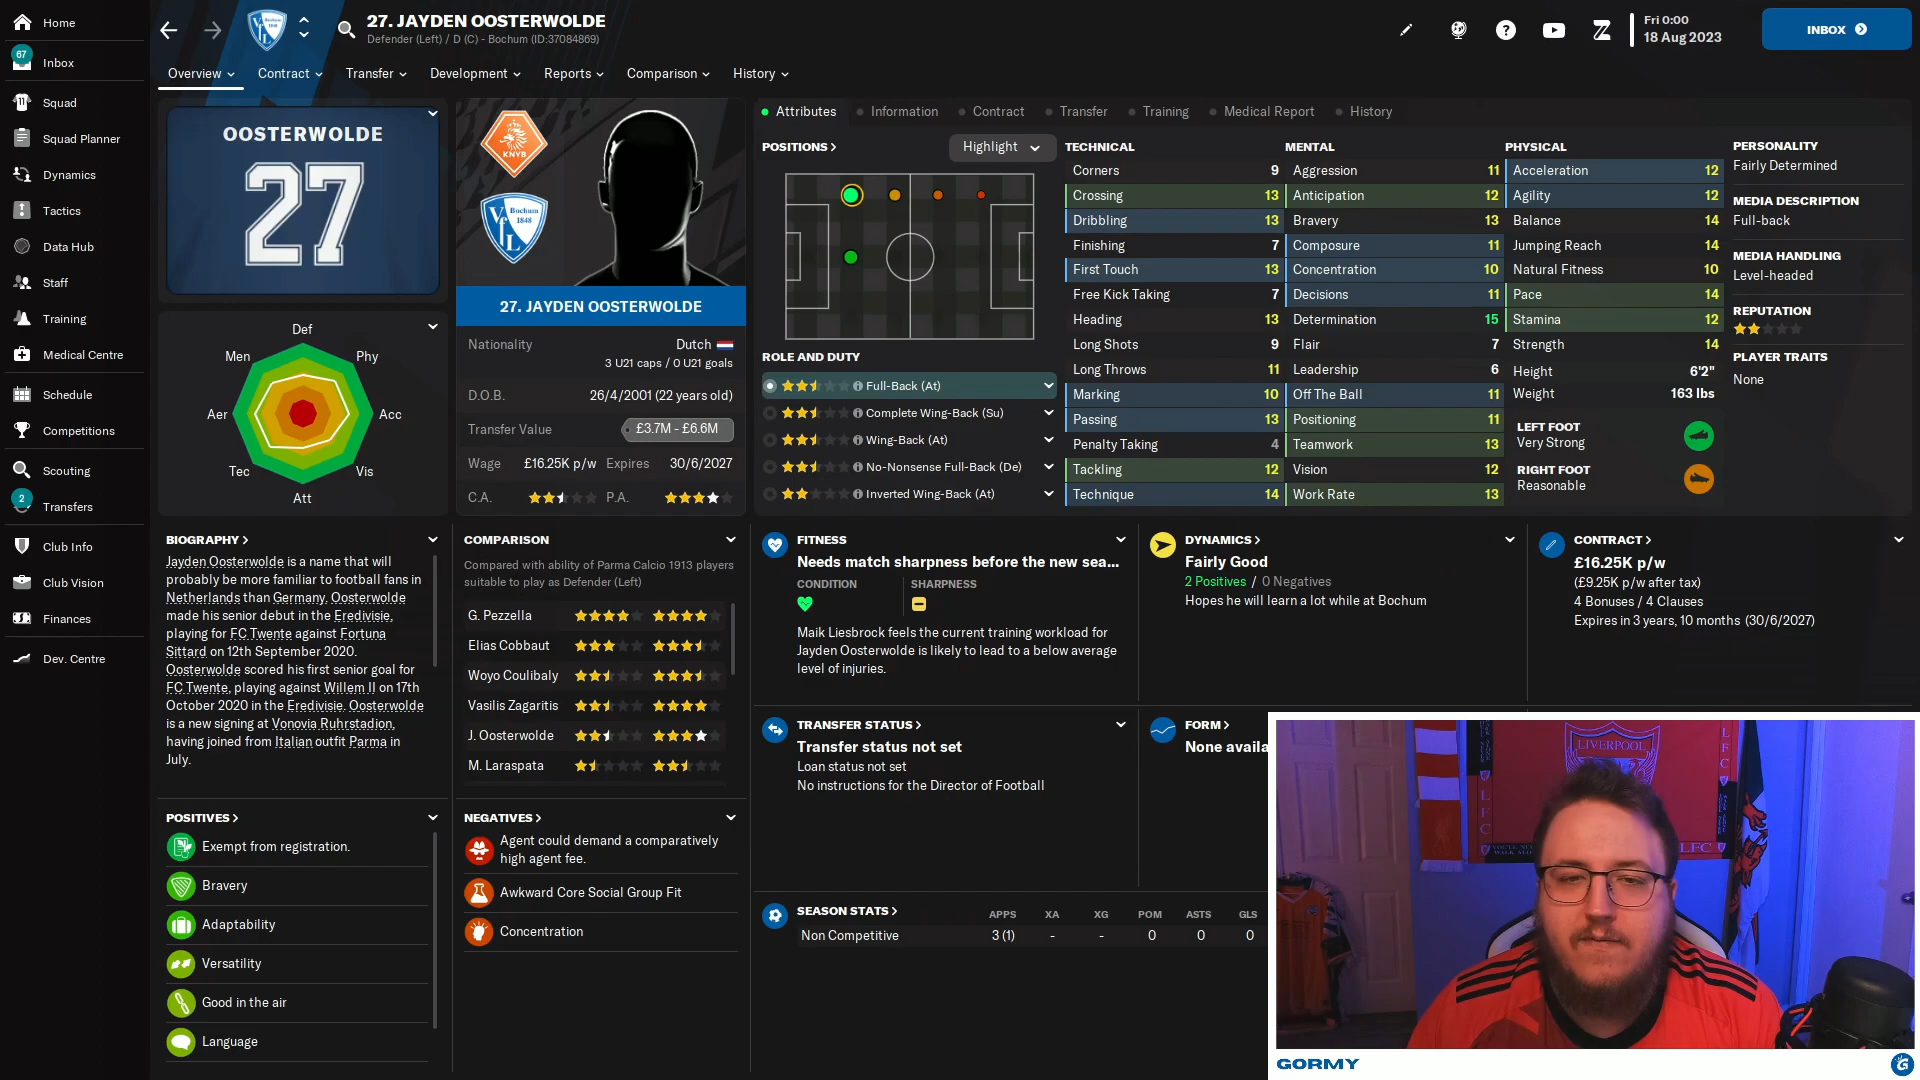 Home
67
Inbox
Squad
Squad Planner
Dynamics
Tactics
Data Hub
Staff
Training
Medical Centre
Schedule
Competitions
Scouting
2
Transfers
Club Info
Club Vision
Finances
Dev. Centre
27. JAYDEN OOSTERWOLDE
Defender (Left) / D (C) - Bochum (ID:37084869)
Fri 0:00
18 Aug 2023
INBOX
Overview
Contract
Transfer
Development
Reports
Comparison
History
OOSTERWOLDE
27
Def
Phy
Acc
Vis
Att
Tec
Aer
Men
KNVB
VfL Bochum 1848
27. JAYDEN OOSTERWOLDE
Nationality Dutch
3 U21 caps / 0 U21 goals
D.O.B. 26/4/2001 (22 years old)
Transfer Value £3.7M - £6.6M
Wage £16.25K p/w Expires 30/6/2027
C.A. P.A.
Attributes
Information
Contract
Transfer
Training
Medical Report
History
POSITIONS
Highlight
ROLE AND DUTY
Full-Back (At)
Complete Wing-Back (Su)
Wing-Back (At)
No-Nonsense Full-Back (De)
Inverted Wing-Back (At)
TECHNICAL
Corners 9
Crossing 13
Dribbling 13
Finishing 7
First Touch 13
Free Kick Taking 7
Heading 13
Long Shots 9
Long Throws 11
Marking 10
Passing 13
Penalty Taking 4
Tackling 12
Technique 14
MENTAL
Aggression 11
Anticipation 12
Bravery 13
Composure 11
Concentration 10
Decisions 11
Determination 15
Flair 7
Leadership 6
Off The Ball 11
Positioning 11
Teamwork 13
Vision 12
Work Rate 13
PHYSICAL
Acceleration 12
Agility 12
Balance 14
Jumping Reach 14
Natural Fitness 10
Pace 14
Stamina 12
Strength 14
Height 6'2"
Weight 163 lbs
LEFT FOOT
Very Strong
RIGHT FOOT
Reasonable
PERSONALITY
Fairly Determined
MEDIA DESCRIPTION
Full-back
MEDIA HANDLING
Level-headed
REPUTATION
PLAYER TRAITS
None
BIOGRAPHY
Jayden Oosterwolde is a name that will
probably be more familiar to football fans in
Netherlands than Germany. Oosterwolde
made his senior debut in the Eredivisie,
playing for FC Twente against Fortuna
Sittard on 12th September 2020.
Oosterwolde scored his first senior goal for
FC Twente, playing against Willem II on 17th
October 2020 in the Eredivisie. Oosterwolde
is a new signing at Vonovia Ruhrstadion,
having joined from Italian outfit Parma in
July.
COMPARISON
Compared with ability of Parma Calcio 1913 players
suitable to play as Defender (Left)
G. Pezzella
Elias Cobbaut
Woyo Coulibaly
Vasilis Zagaritis
J. Oosterwolde
M. Laraspata
FITNESS
Needs match sharpness before the new sea...
CONDITION
SHARPNESS
Maik Liesbrock feels the current training workload for
Jayden Oosterwolde is likely to lead to a below average
level of injuries.
DYNAMICS
Fairly Good
2 Positives / 0 Negatives
Hopes he will learn a lot while at Bochum
CONTRACT
£16.25K p/w
(£9.25K p/w after tax)
4 Bonuses / 4 Clauses
Expires in 3 years, 10 months (30/6/2027)
TRANSFER STATUS
Transfer status not set
Loan status not set
No instructions for the Director of Football
FORM
None availa
POSITIVES
Exempt from registration.
Bravery
Adaptability
Versatility
Good in the air
Language
NEGATIVES
Agent could demand a comparatively
high agent fee.
Awkward Core Social Group Fit
Concentration
SEASON STATS APPS XA XG POM ASTS GLS
Non Competitive 3 (1) - - 0 0 0
LIVERPOOL
LFC
GORMY